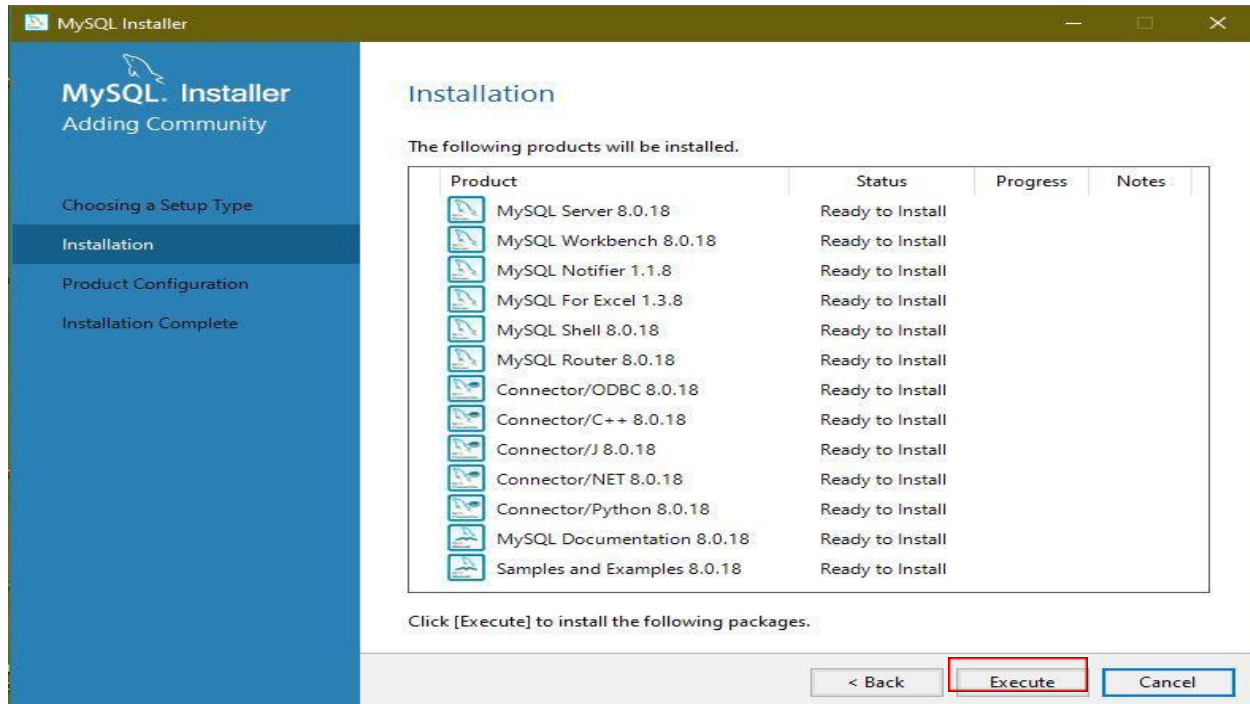 MySQL Installer
MySQL. Installer
Adding Community
Choosing a Setup Type
Installation
Product Configuration
Installation Complete
Installation
The following products will be installed.
Product Status Progress Notes
MySQL Server 8.0.18 Ready to Install
MySQL Workbench 8.0.18 Ready to Install
MySQL Notifier 1.1.8 Ready to Install
MySQL For Excel 1.3.8 Ready to Install
MySQL Shell 8.0.18 Ready to Install
MySQL Router 8.0.18 Ready to Install
Connector/ODBC 8.0.18 Ready to Install
Connector/C++ 8.0.18 Ready to Install
Connector/J 8.0.18 Ready to Install
Connector/NET 8.0.18 Ready to Install
Connector/Python 8.0.18 Ready to Install
MySQL Documentation 8.0.18 Ready to Install
Samples and Examples 8.0.18 Ready to Install
Click [Execute] to install the following packages.
< Back Execute Cancel